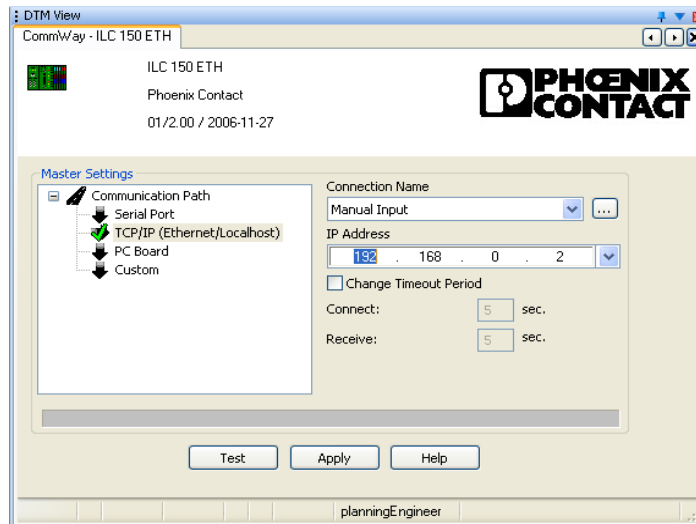 DTM View
CommWay - ILC 150 ETH
ILC 150 ETH
Phoenix Contact
01/2.00 / 2006-11-27
PHŒNIX
CONTACT
Master Settings
Communication Path
Serial Port
TCP/IP (Ethernet/Localhost)
PC Board
Custom
Connection Name
Manual Input
...
IP Address
192 . 168 . 0 . 2
Change Timeout Period
Connect: 5 sec.
Receive: 5 sec.
Test Apply Help
planningEngineer